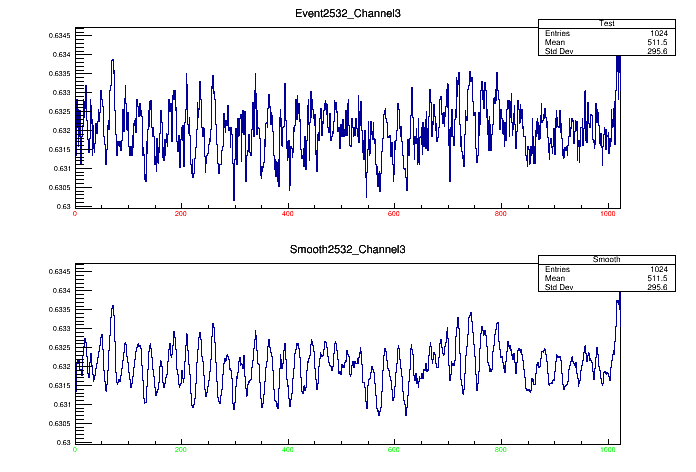 Event2532_Channel3
Test
Entries 1024
Mean 511.5
Std Dev 295.6
0.6345
0.634
0.6335
0.633
0.6325
0.632
0.6315
0.631
0.6305
0.63
0 200 400 600 800 1000
Smooth2532_Channel3
Smooth
Entries 1024
Mean 511.5
Std Dev 295.6
0.6345
0.634
0.6335
0.633
0.6325
0.632
0.6315
0.631
0.6305
0.63
0 200 400 600 800 1000